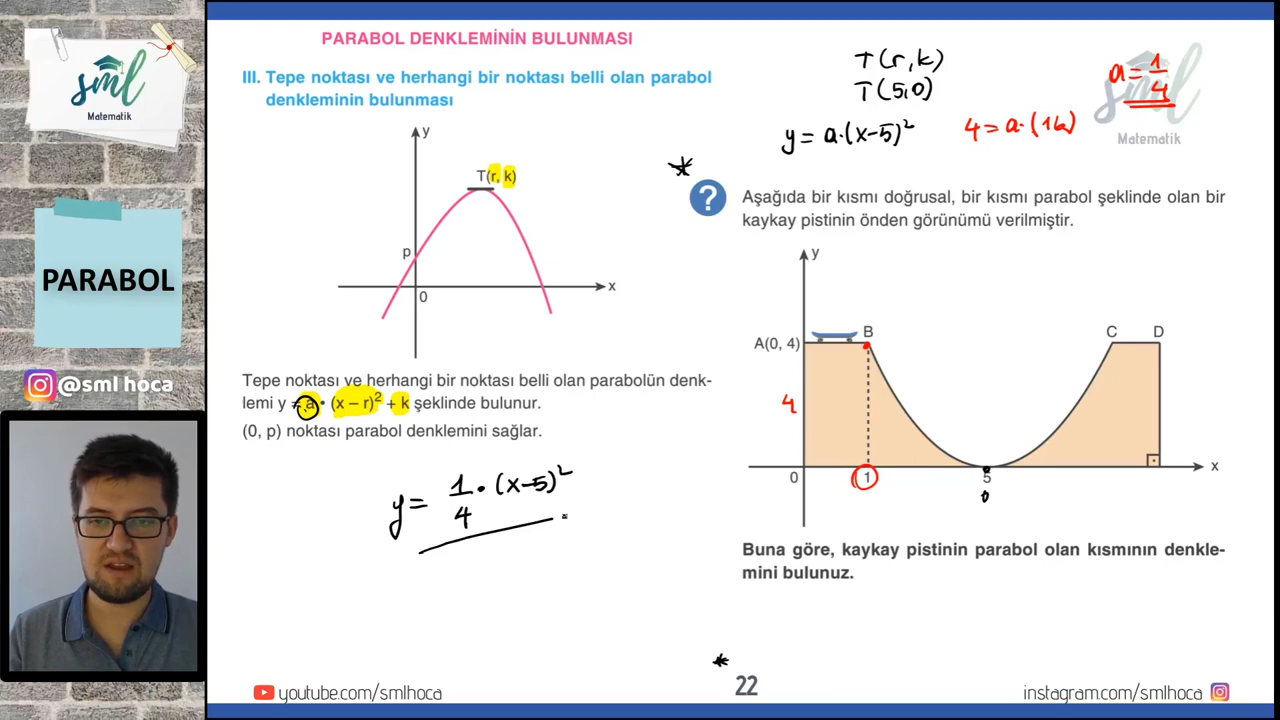 sml
Matematik
PARABOL
@sml hoca
PARABOL DENKLEMİNİN BULUNMASI
III. Tepe noktası ve herhangi bir noktası belli olan parabol
denkleminin bulunması
y
T(r, k)
p
0
x
Tepe noktası ve herhangi bir noktası belli olan parabolün denk-
lemi y = a • (x – r)² + k şeklinde bulunur.
(0, p) noktası parabol denklemini sağlar.
y = 1/4 · (x-5)²
youtube.com/smlhoca
T(r, k)
T(5,0)
y = a·(x-5)²
4 = a·(16)
a = 1/4
sml
Matematik
?
Aşağıda bir kısmı doğrusal, bir kısmı parabol şeklinde olan bir
kaykay pistinin önden görünümü verilmiştir.
y
A(0, 4)
B
C
D
4
0
1
5
x
0
Buna göre, kaykay pistinin parabol olan kısmının denkle-
mini bulunuz.
22
instagram.com/smlhoca